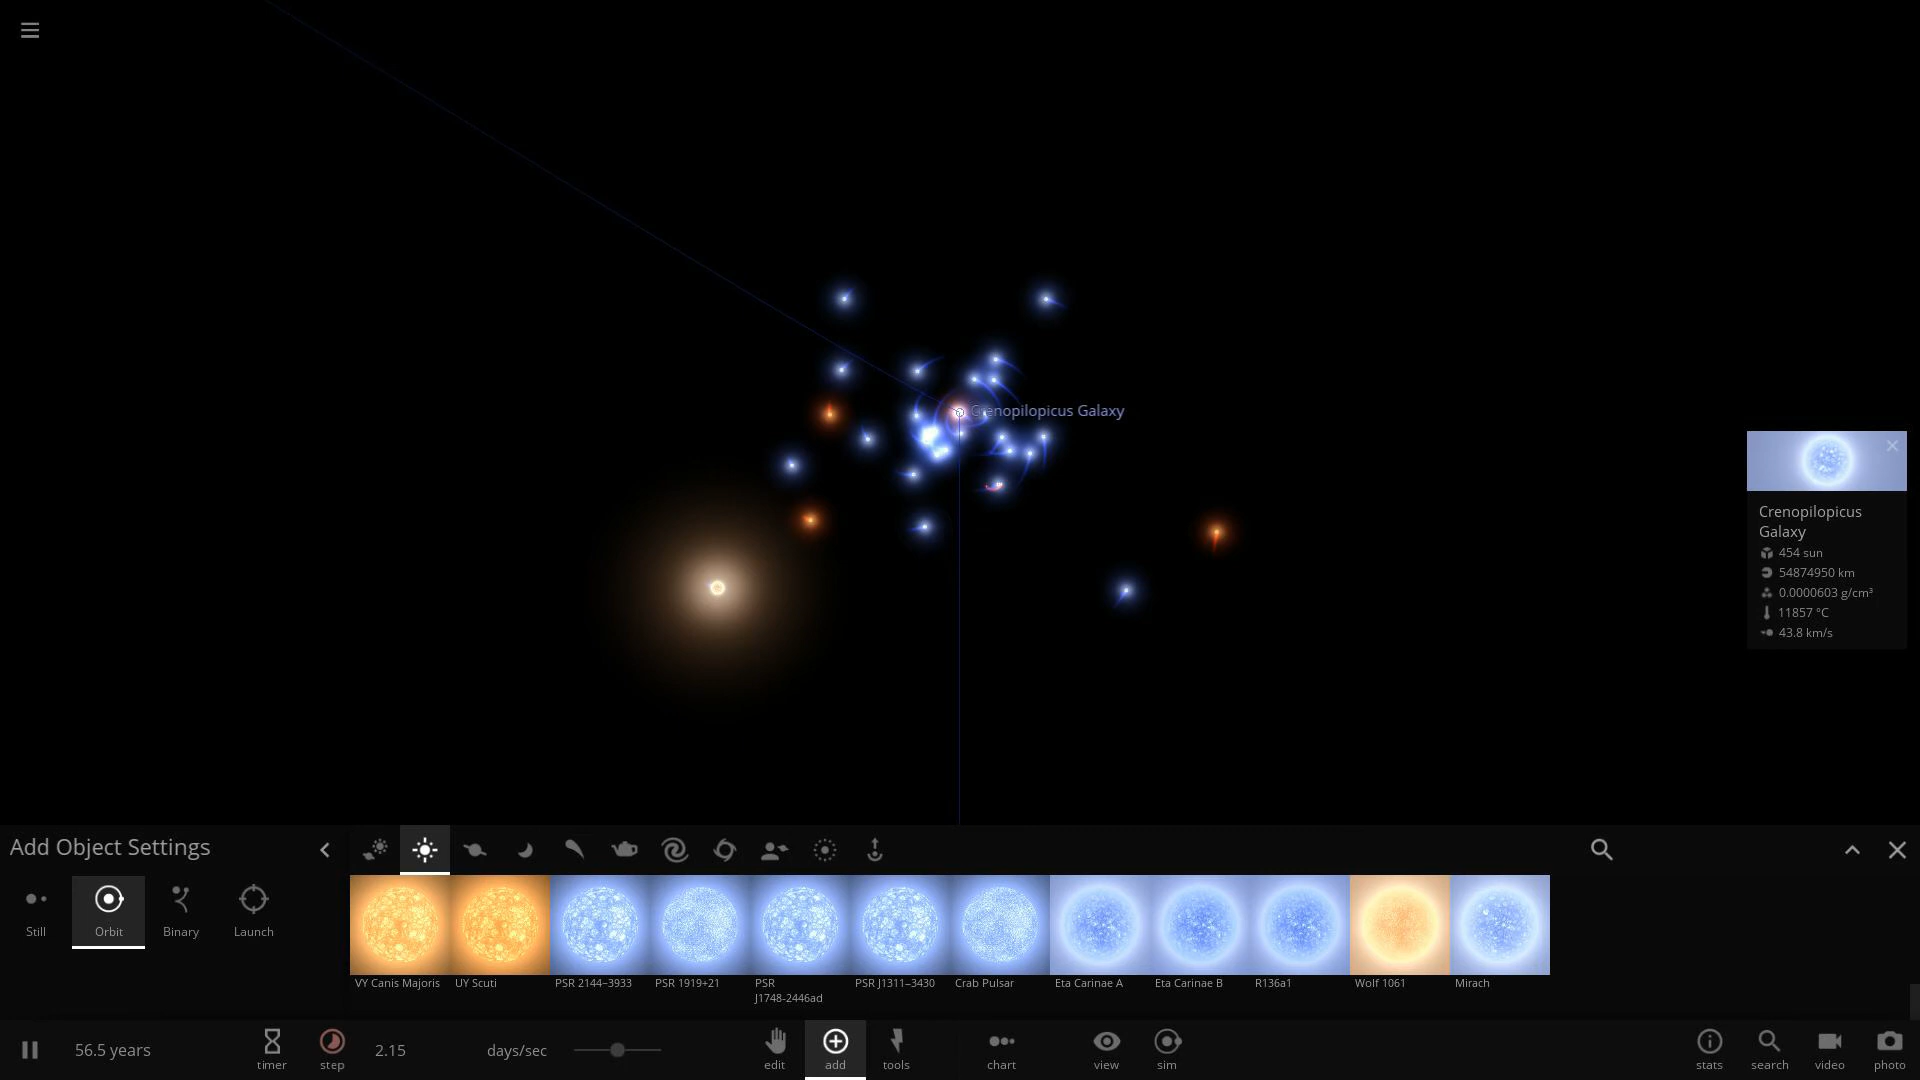 Crenopilopicus Galaxy
Crenopilopicus
Galaxy
454 sun
54874950 km
0.0000603 g/cm³
11857 °C
43.8 km/s
Add Object Settings
Still
Orbit
Binary
Launch
VY Canis Majoris
UY Scuti
PSR 2144−3933
PSR 1919+21
PSR
J1748-2446ad
PSR J1311−3430
Crab Pulsar
Eta Carinae A
Eta Carinae B
R136a1
Wolf 1061
Mirach
56.5 years
timer
step
2.15
days/sec
edit
add
tools
chart
view
sim
stats
search
video
photo